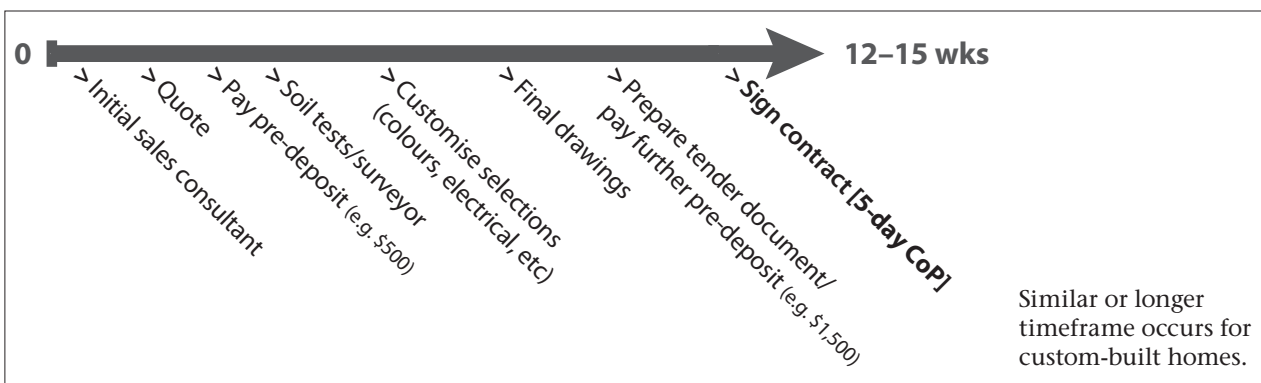 0
12–15 wks
> Initial sales consultant
> Quote
> Pay pre-deposit (e.g. $500)
> Soil tests/surveyor
> Customise selections
(colours, electrical, etc)
> Final drawings
> Prepare tender document/
pay further pre-deposit (e.g. $1,500)
> Sign contract [5-day CoP]
Similar or longer
timeframe occurs for
custom-built homes.